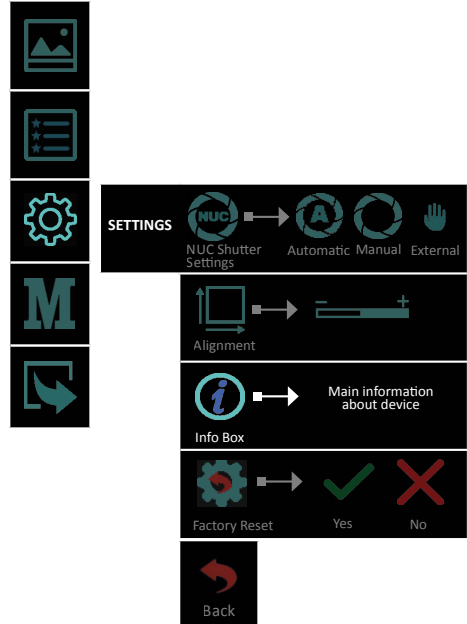 SETTINGS
NUC
A
NUC Shutter
Settings
Automatic
Manual
External
M
Alignment
- +
i
Main information
about device
Info Box
Factory Reset
Yes
No
Back